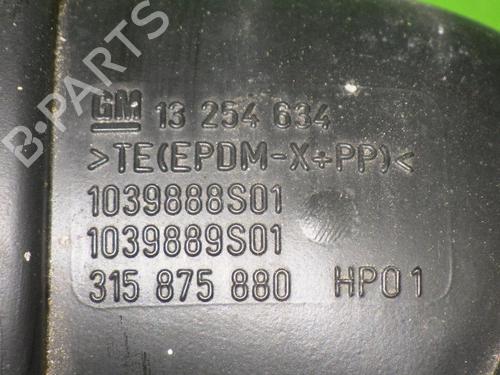 B-PARTS
GM 13 254 634
>TE(EPDM-X+PP)<
1039888S01
1039889S01
315 875 880 HP01